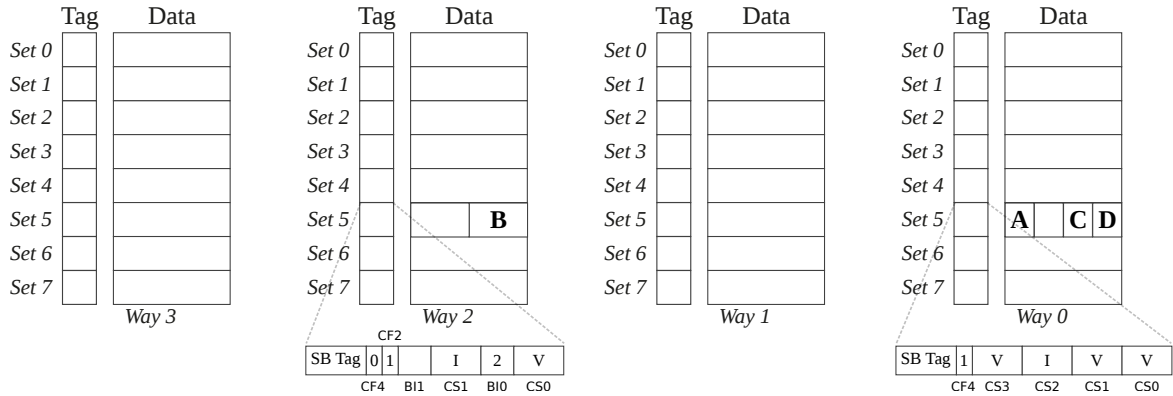 Tag Data Tag Data Tag Data Tag Data
Set 0 Set 0 Set 0 Set 0
Set 1 Set 1 Set 1 Set 1
Set 2 Set 2 Set 2 Set 2
Set 3 Set 3 Set 3 Set 3
Set 4 Set 4 Set 4 Set 4
Set 5 Set 5 B Set 5 Set 5 A C D
Set 6 Set 6 Set 6 Set 6
Set 7 Set 7 Set 7 Set 7
Way 3 Way 2 Way 1 Way 0
CF2
SB Tag 0 1 I 2 V SB Tag 1 V I V V
CF4 BI1 CS1 BI0 CS0 CF4 CS3 CS2 CS1 CS0